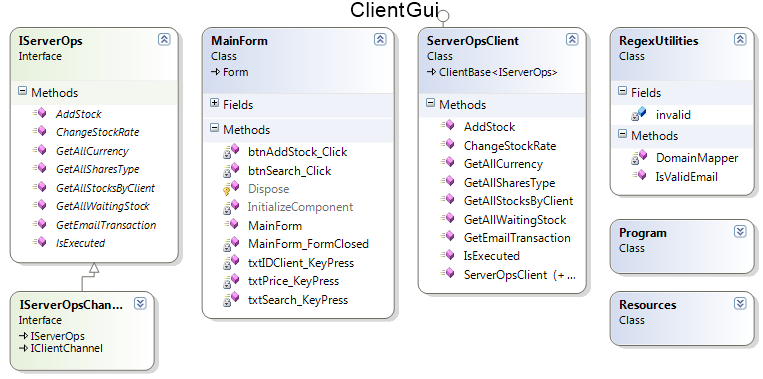 ClientGui
IServerOps
Interface
Methods
AddStock
ChangeStockRate
GetAllCurrency
GetAllSharesType
GetAllStocksByClient
GetAllWaitingStock
GetEmailTransaction
IsExecuted
IServerOpsChan...
Interface
IServerOps
IClientChannel
MainForm
Class
Form
Fields
Methods
btnAddStock_Click
btnSearch_Click
Dispose
InitializeComponent
MainForm
MainForm_FormClosed
txtIDClient_KeyPress
txtPrice_KeyPress
txtSearch_KeyPress
ServerOpsClient
Class
ClientBase<IServerOps>
Methods
AddStock
ChangeStockRate
GetAllCurrency
GetAllSharesType
GetAllStocksByClient
GetAllWaitingStock
GetEmailTransaction
IsExecuted
ServerOpsClient (+ ...
RegexUtilities
Class
Fields
invalid
Methods
DomainMapper
IsValidEmail
Program
Class
Resources
Class